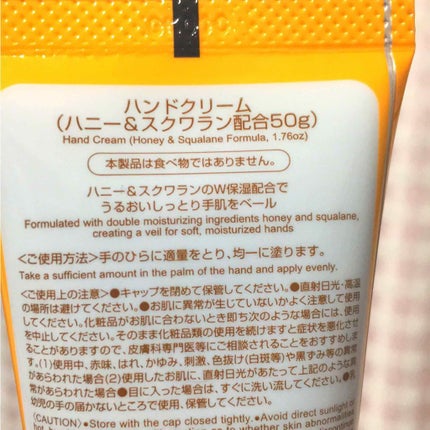 ハンドクリーム
（ハニー＆スクワラン配合50g）
Hand Cream (Honey & Squalane Formula, 1.76oz)
本製品は食べ物ではありません。
ハニー＆スクワランのW保湿配合で
うるおいしっとり手肌をベール
Formulated with double moisturizing ingredients honey and squalane,
creating a veil for soft, moisturized hands
＜ご使用方法＞手のひらに適量をとり、均一に塗ります。
Take a sufficient amount in the palm of the hand and apply evenly.
＜ご使用上の注意＞●キャップを閉めて保管してください。●直射日光・高温
の場所は避けてください。●お肌に異常が生じていないかよく注意して使用
してください。化粧品がお肌に合わないとき即ち次のような場合には、使用
を中止してください。そのまま化粧品類の使用を続けますと症状を悪化させ
ることがありますので、皮膚科専門医等にご相談されることをおすすめしま
す。(1)使用中、赤味、はれ、かゆみ、刺激、色抜け(白斑等)や黒ずみ等の異常
があらわれた場合(2)使用したお肌に、直射日光があたって上記のような異
常があらわれた場合●目に入った場合は、すぐに洗い流してください。●乳
幼児の手の届かないところで使用、保管してください。
〈CAUTION〉●Store with the cap closed tightly. ●Avoid direct sunlight or
to whether skin abnormalities